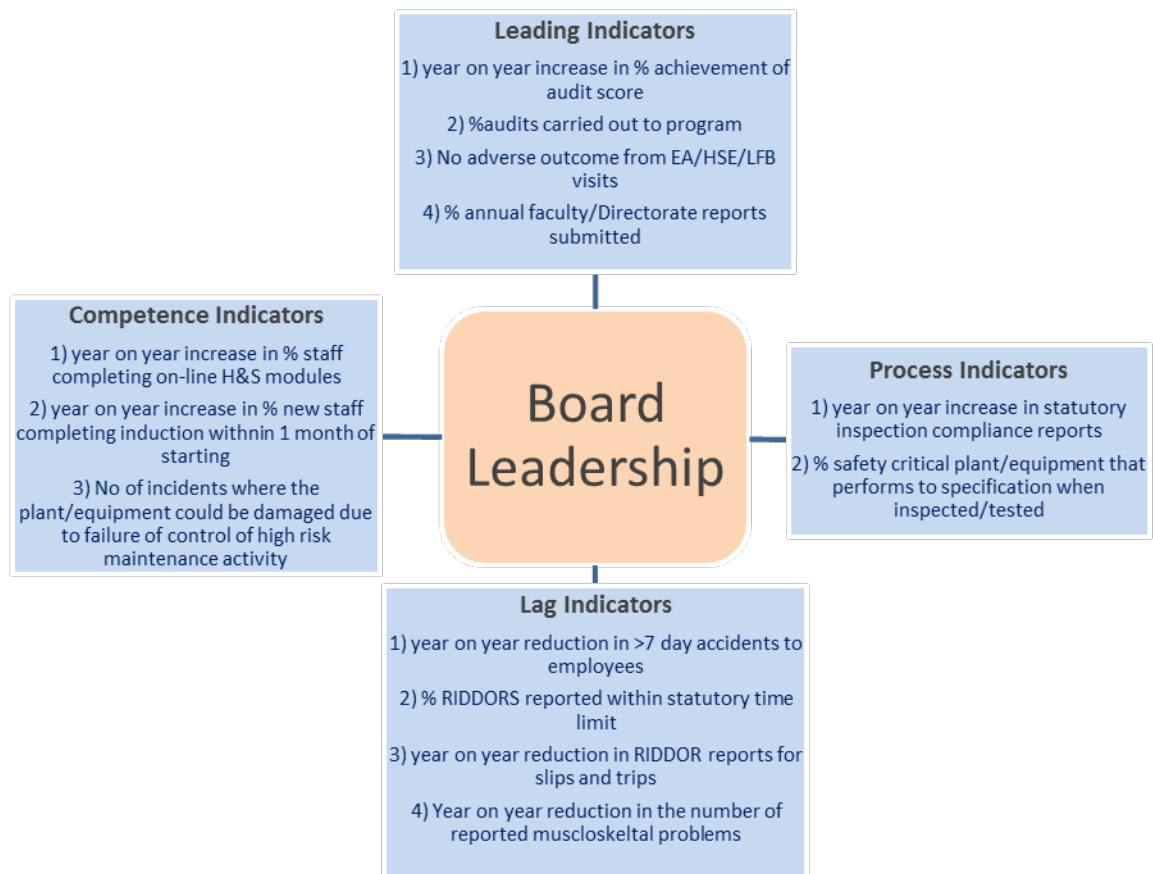 Leading Indicators
1) year on year increase in % achievement of
audit score
2) %audits carried out to program
3) No adverse outcome from EA/HSE/LFB
visits
4) % annual faculty/Directorate reports
submitted
Competence Indicators
1) year on year increase in % staff
completing on-line H&S modules
2) year on year increase in % new staff
completing induction withnin 1 month of
starting
3) No of incidents where the
plant/equipment could be damaged due
to failure of control of high risk
maintenance activity
Board
Leadership
Process Indicators
1) year on year increase in statutory
inspection compliance reports
2) % safety critical plant/equipment that
performs to specification when
inspected/tested
Lag Indicators
1) year on year reduction in >7 day accidents to
employees
2) % RIDDORS reported within statutory time
limit
3) year on year reduction in RIDDOR reports for
slips and trips
4) Year on year reduction in the number of
reported muscloskeltal problems